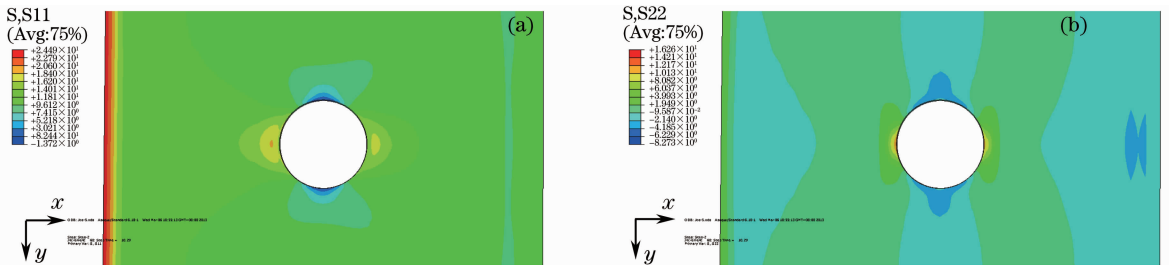 S,S11
(Avg:75%)
+2.449×10¹
+2.279×10¹
+2.060×10¹
+1.840×10¹
+1.620×10¹
+1.401×10¹
+1.181×10¹
+9.612×10⁰
+7.415×10⁰
+5.218×10⁰
+3.021×10⁰
+8.244×10¹
−1.372×10⁰
(a)
x
y
S,S22
(Avg:75%)
+1.626×10¹
+1.421×10¹
+1.217×10¹
+1.013×10¹
+8.082×10⁰
+6.037×10⁰
+3.993×10⁰
+1.949×10⁰
−9.587×10⁻²
−2.140×10⁰
−4.185×10⁰
−6.229×10⁰
−8.273×10⁰
(b)
x
y